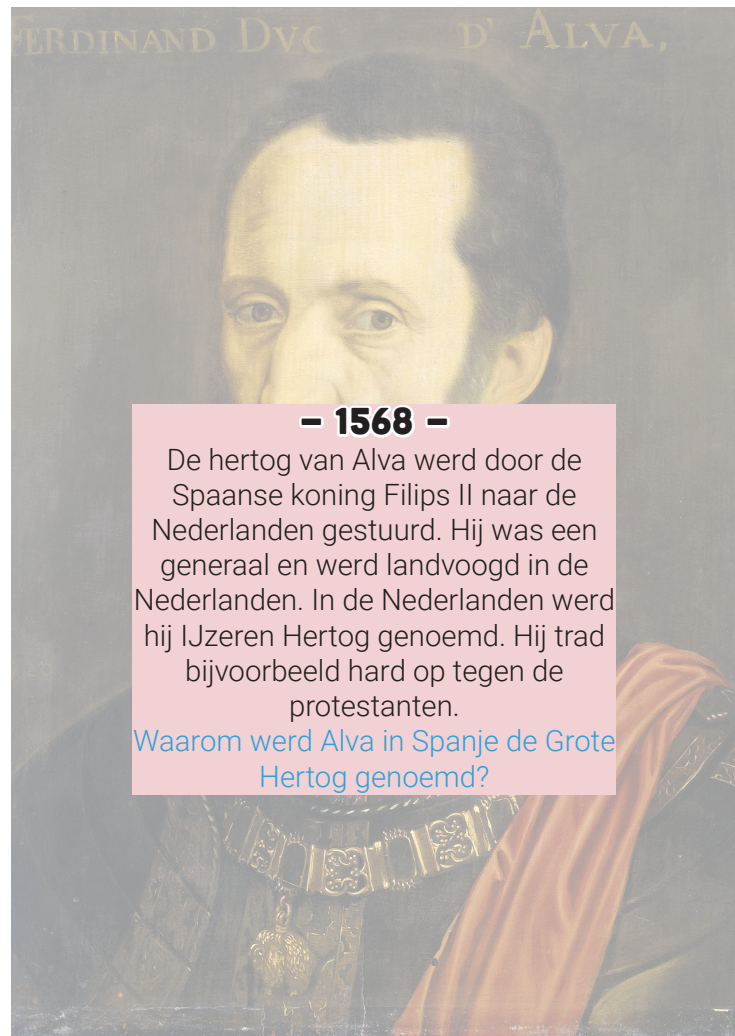 FERDINAND DVC D' ALVA,
– 1568 –
De hertog van Alva werd door de
Spaanse koning Filips II naar de
Nederlanden gestuurd. Hij was een
generaal en werd landvoogd in de
Nederlanden. In de Nederlanden werd
hij IJzeren Hertog genoemd. Hij trad
bijvoorbeeld hard op tegen de
protestanten.
Waarom werd Alva in Spanje de Grote
Hertog genoemd?